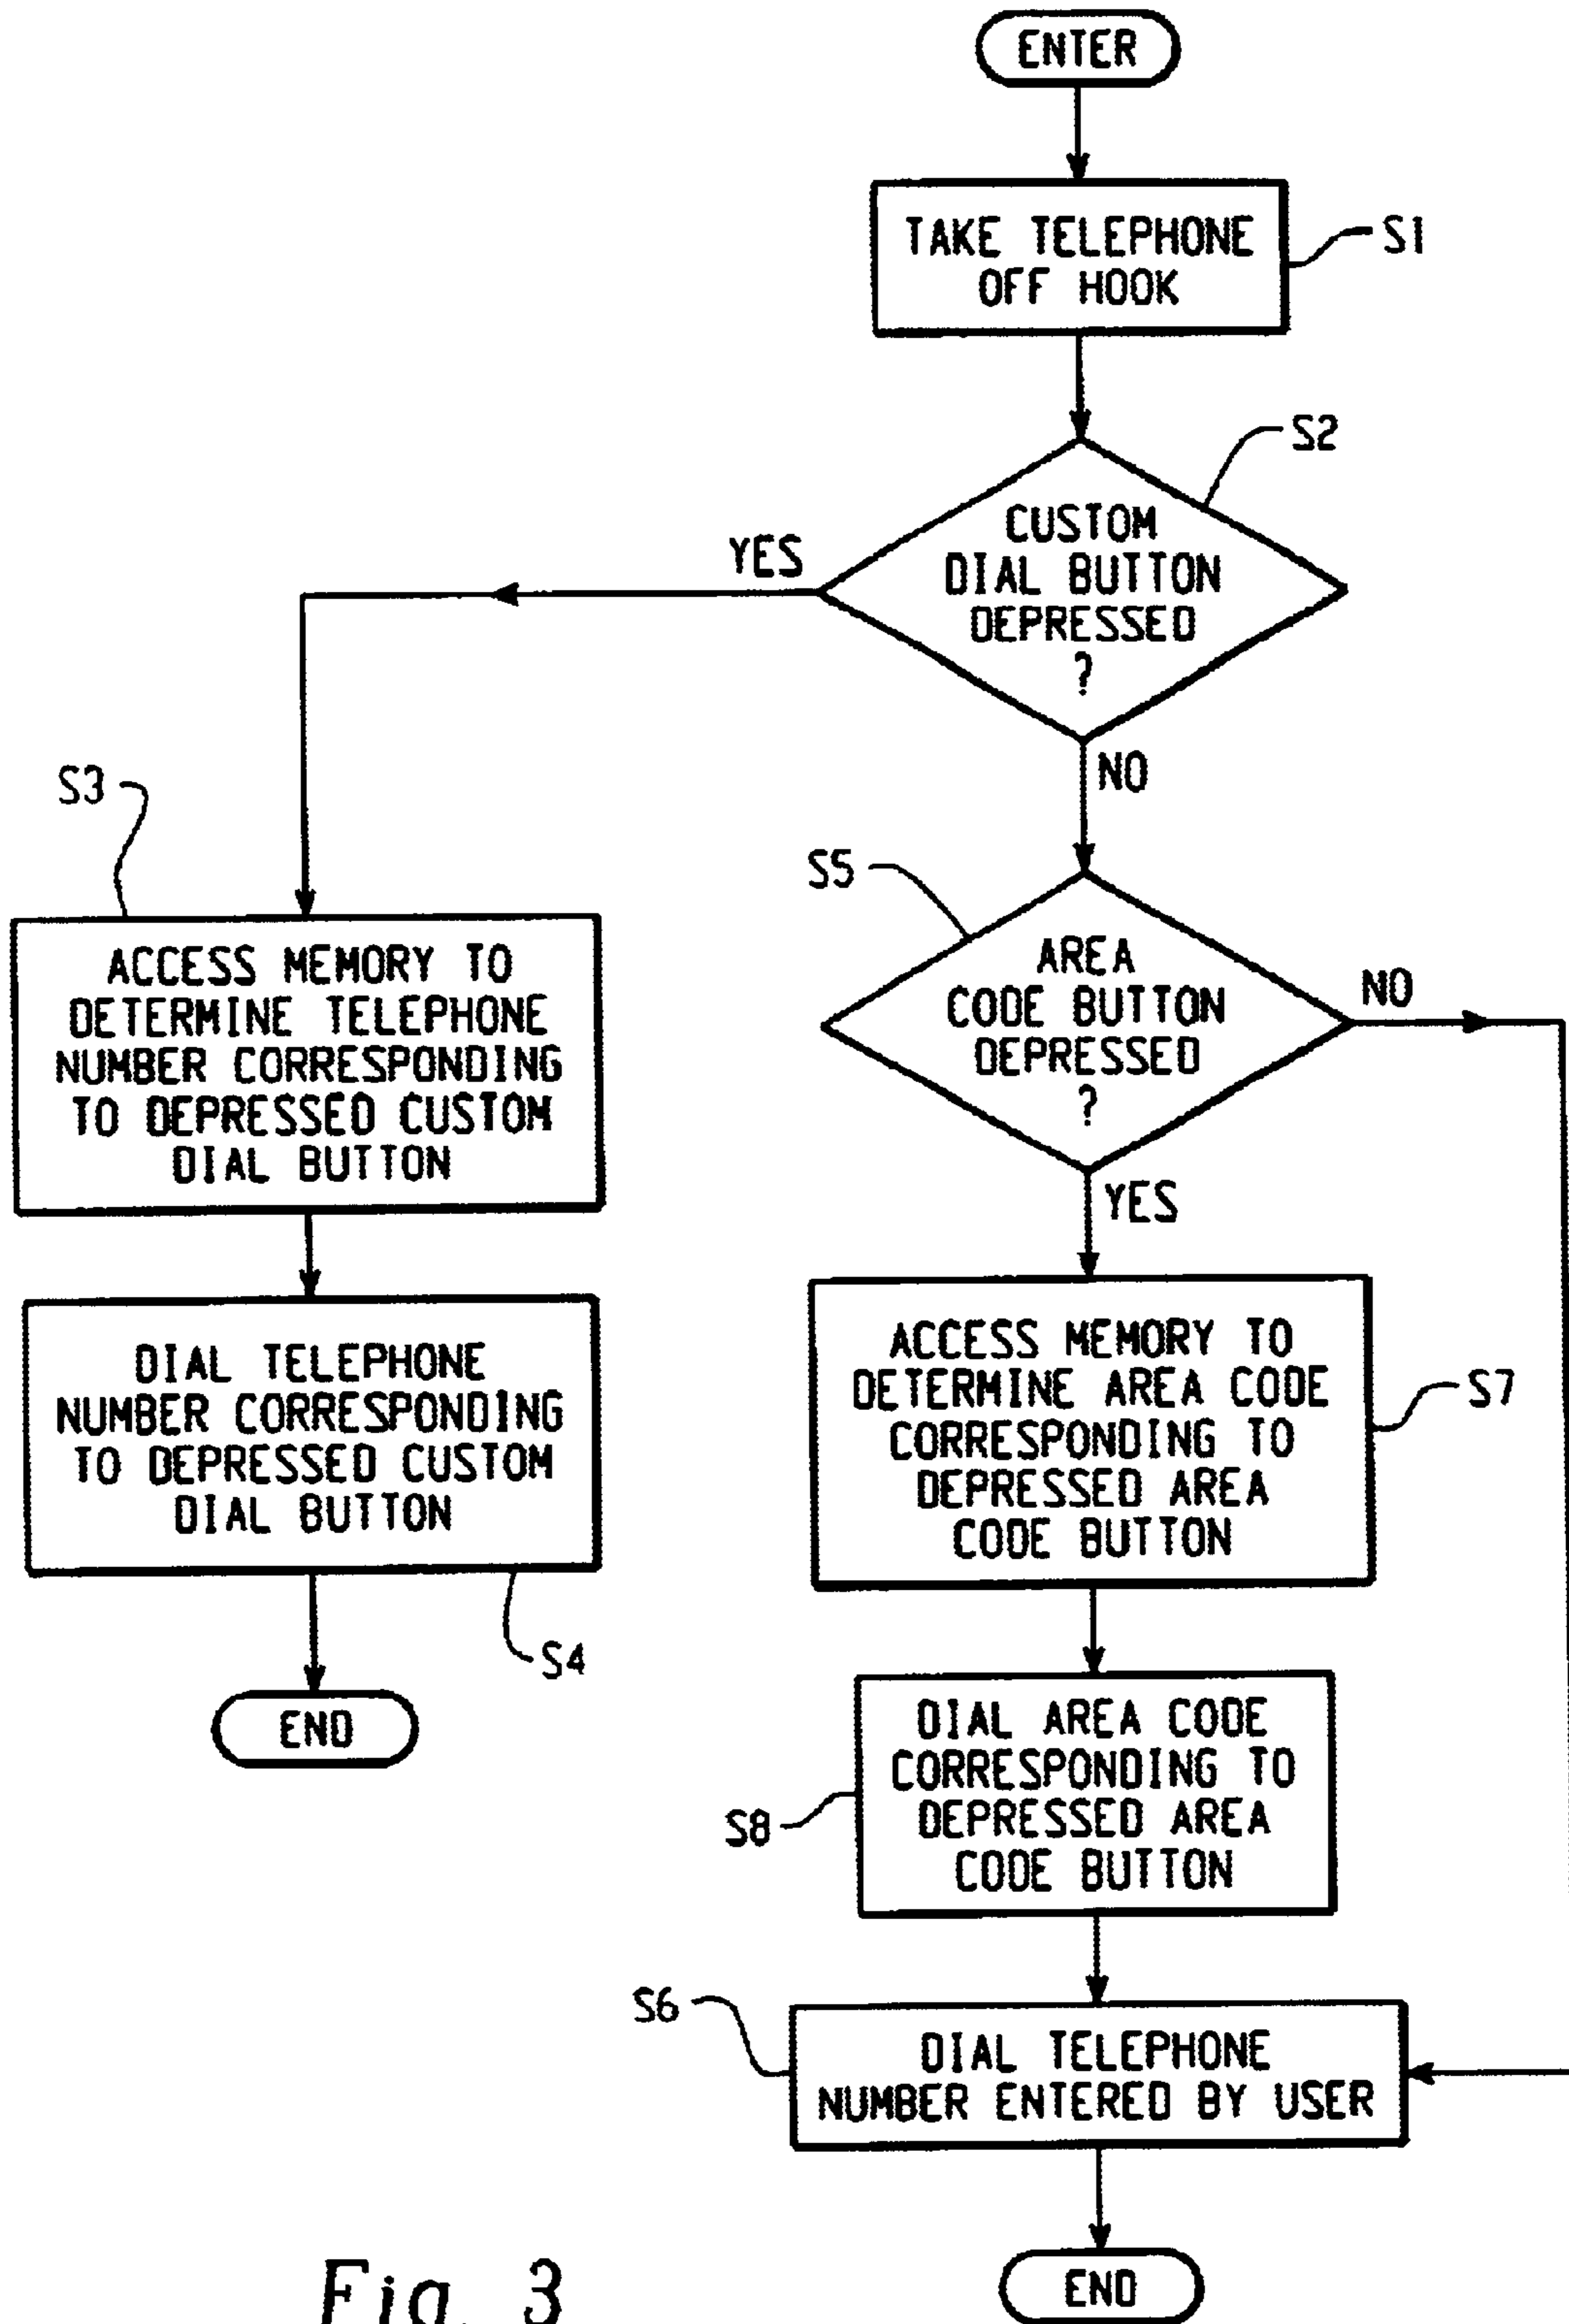 ENTER
TAKE TELEPHONE
OFF HOOK
S1
S2
CUSTOM
DIAL BUTTON
DEPRESSED
?
YES
NO
S3
ACCESS MEMORY TO
DETERMINE TELEPHONE
NUMBER CORRESPONDING
TO DEPRESSED CUSTOM
DIAL BUTTON
S5
AREA
CODE BUTTON
DEPRESSED
?
NO
YES
DIAL TELEPHONE
NUMBER CORRESPONDING
TO DEPRESSED CUSTOM
DIAL BUTTON
S4
END
ACCESS MEMORY TO
DETERMINE AREA CODE
CORRESPONDING TO
DEPRESSED AREA
CODE BUTTON
S7
DIAL AREA CODE
CORRESPONDING TO
DEPRESSED AREA
CODE BUTTON
S8
S6
DIAL TELEPHONE
NUMBER ENTERED BY USER
END
Fig. 3